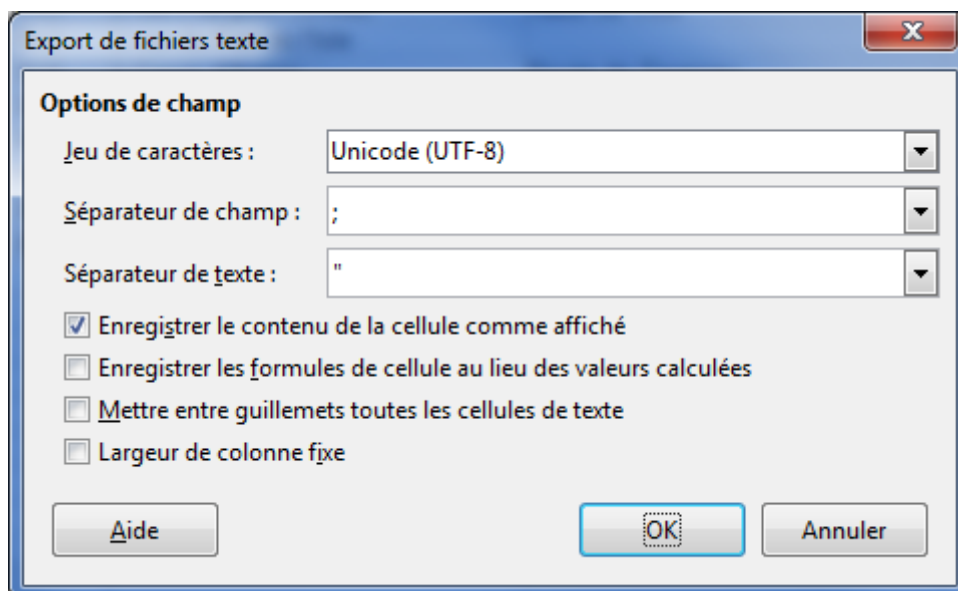 Export de fichiers texte
Options de champ
Jeu de caractères :
Unicode (UTF-8)
Séparateur de champ :
;
Séparateur de texte :
"
Enregistrer le contenu de la cellule comme affiché
Enregistrer les formules de cellule au lieu des valeurs calculées
Mettre entre guillemets toutes les cellules de texte
Largeur de colonne fixe
Aide
OK
Annuler